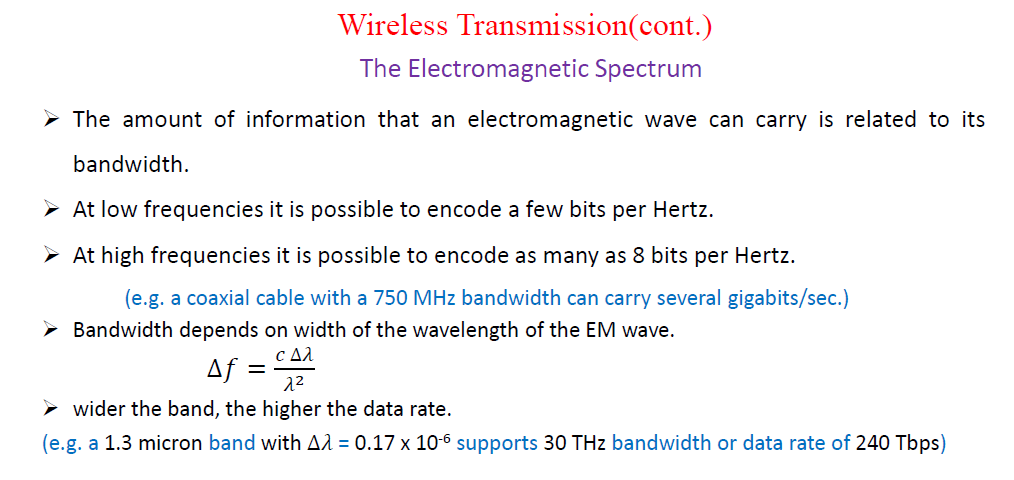 Wireless Transmission(cont.)
The Electromagnetic Spectrum
➢ The amount of information that an electromagnetic wave can carry is related to its
bandwidth.
➢ At low frequencies it is possible to encode a few bits per Hertz.
➢ At high frequencies it is possible to encode as many as 8 bits per Hertz.
(e.g. a coaxial cable with a 750 MHz bandwidth can carry several gigabits/sec.)
➢ Bandwidth depends on width of the wavelength of the EM wave.
Δf = c Δλ / λ²
➢ wider the band, the higher the data rate.
(e.g. a 1.3 micron band with Δλ = 0.17 x 10⁻⁶ supports 30 THz bandwidth or data rate of 240 Tbps)